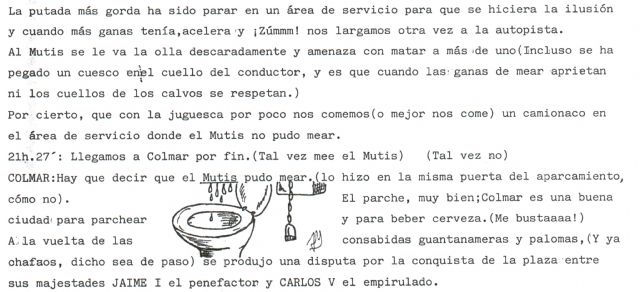 La putada más gorda ha sido parar en un área de servicio para que se hiciera la ilusión
y cuando más ganas tenía,acelera y ¡Zúmmm! nos largamos otra vez a la autopista.
Al Mutis se le va la olla descaradamente y amenaza con matar a más de uno(Incluso se ha
pegado un cuesco enel cuello del conductor, y es que cuando las ganas de mear aprietan
ni los cuellos de los calvos se respetan.)
Por cierto, que con la juguesca por poco nos comemos(o mejor nos come) un camionaco en
el área de servicio donde el Mutis no pudo mear.
21h.27´: Llegamos a Colmar por fin.(Tal vez mee el Mutis) (Tal vez no)
COLMAR:Hay que decir que el Mutis pudo mear.(lo hizo en la misma puerta del aparcamiento,
cómo no). El parche, muy bien;Colmar es una buena
ciudad para parchear y para beber cerveza.(Me bustaaaa!)
A la vuelta de las consabidas guantanameras y palomas,(Y ya
chafaos, dicho sea de paso) se produjo una disputa por la conquista de la plaza entre
sus majestades JAIME I el penefactor y CARLOS V el empirulado.